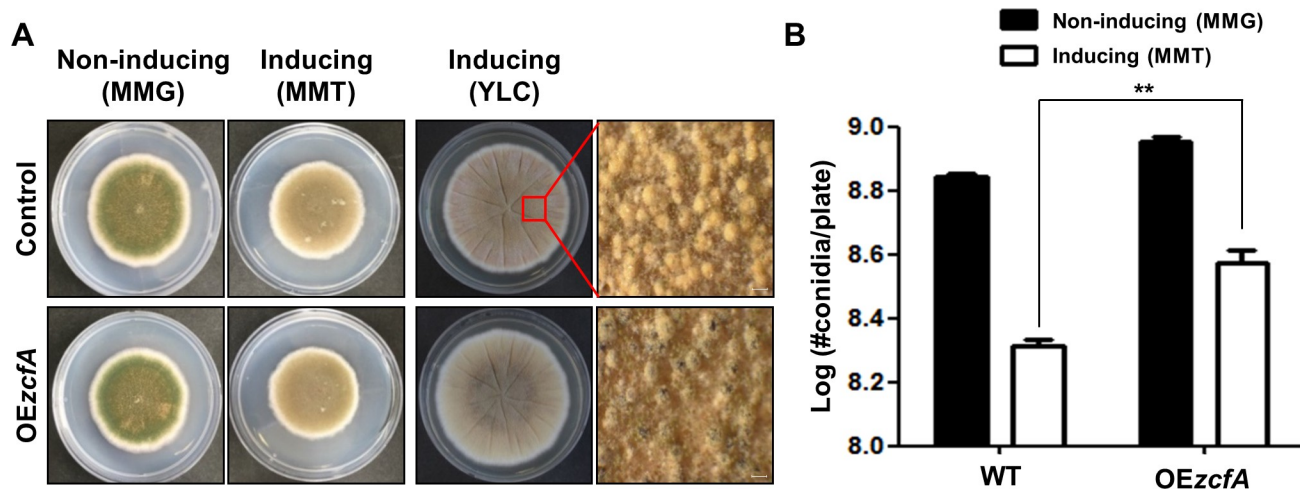 A
Non-inducing
(MMG)
Inducing
(MMT)
Inducing
(YLC)
Control
OEzcfA
B
Non-inducing (MMG)
Inducing (MMT)
**
Log (#conidia/plate)
9.0
8.8
8.6
8.4
8.2
8.0
WT
OEzcfA